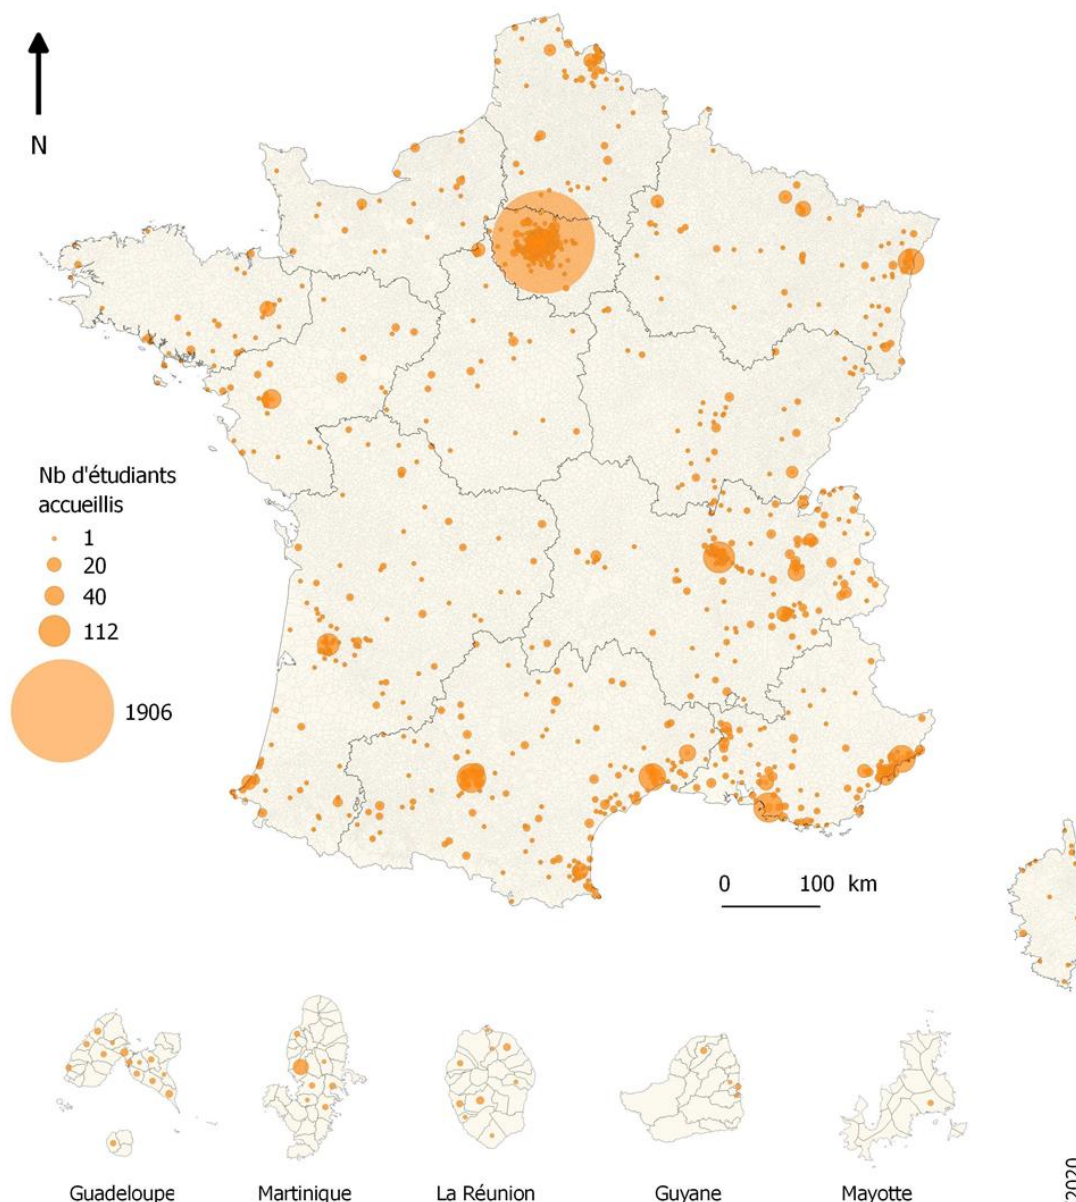 N
Nb d'étudiants
accueillis
1
20
40
112
1906
0 100 km
Guadeloupe
Martinique
La Réunion
Guyane
Mayotte
2020